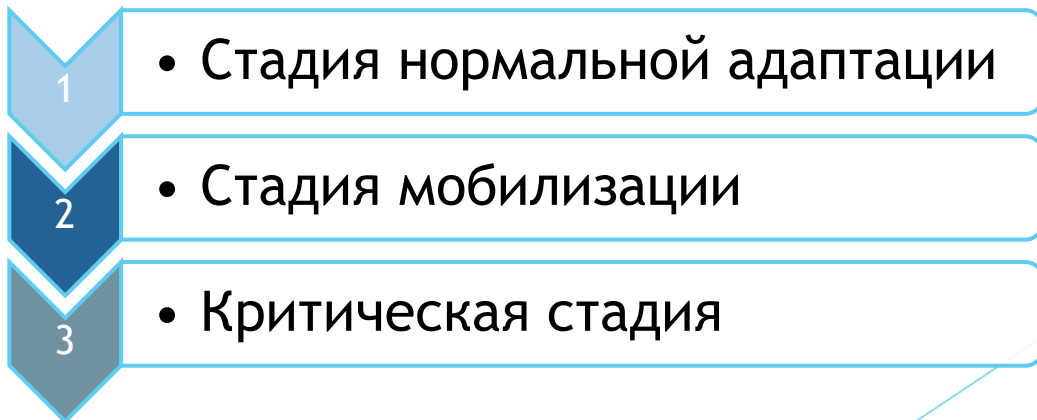 1 • Стадия нормальной адаптации
2 • Стадия мобилизации
3 • Критическая стадия